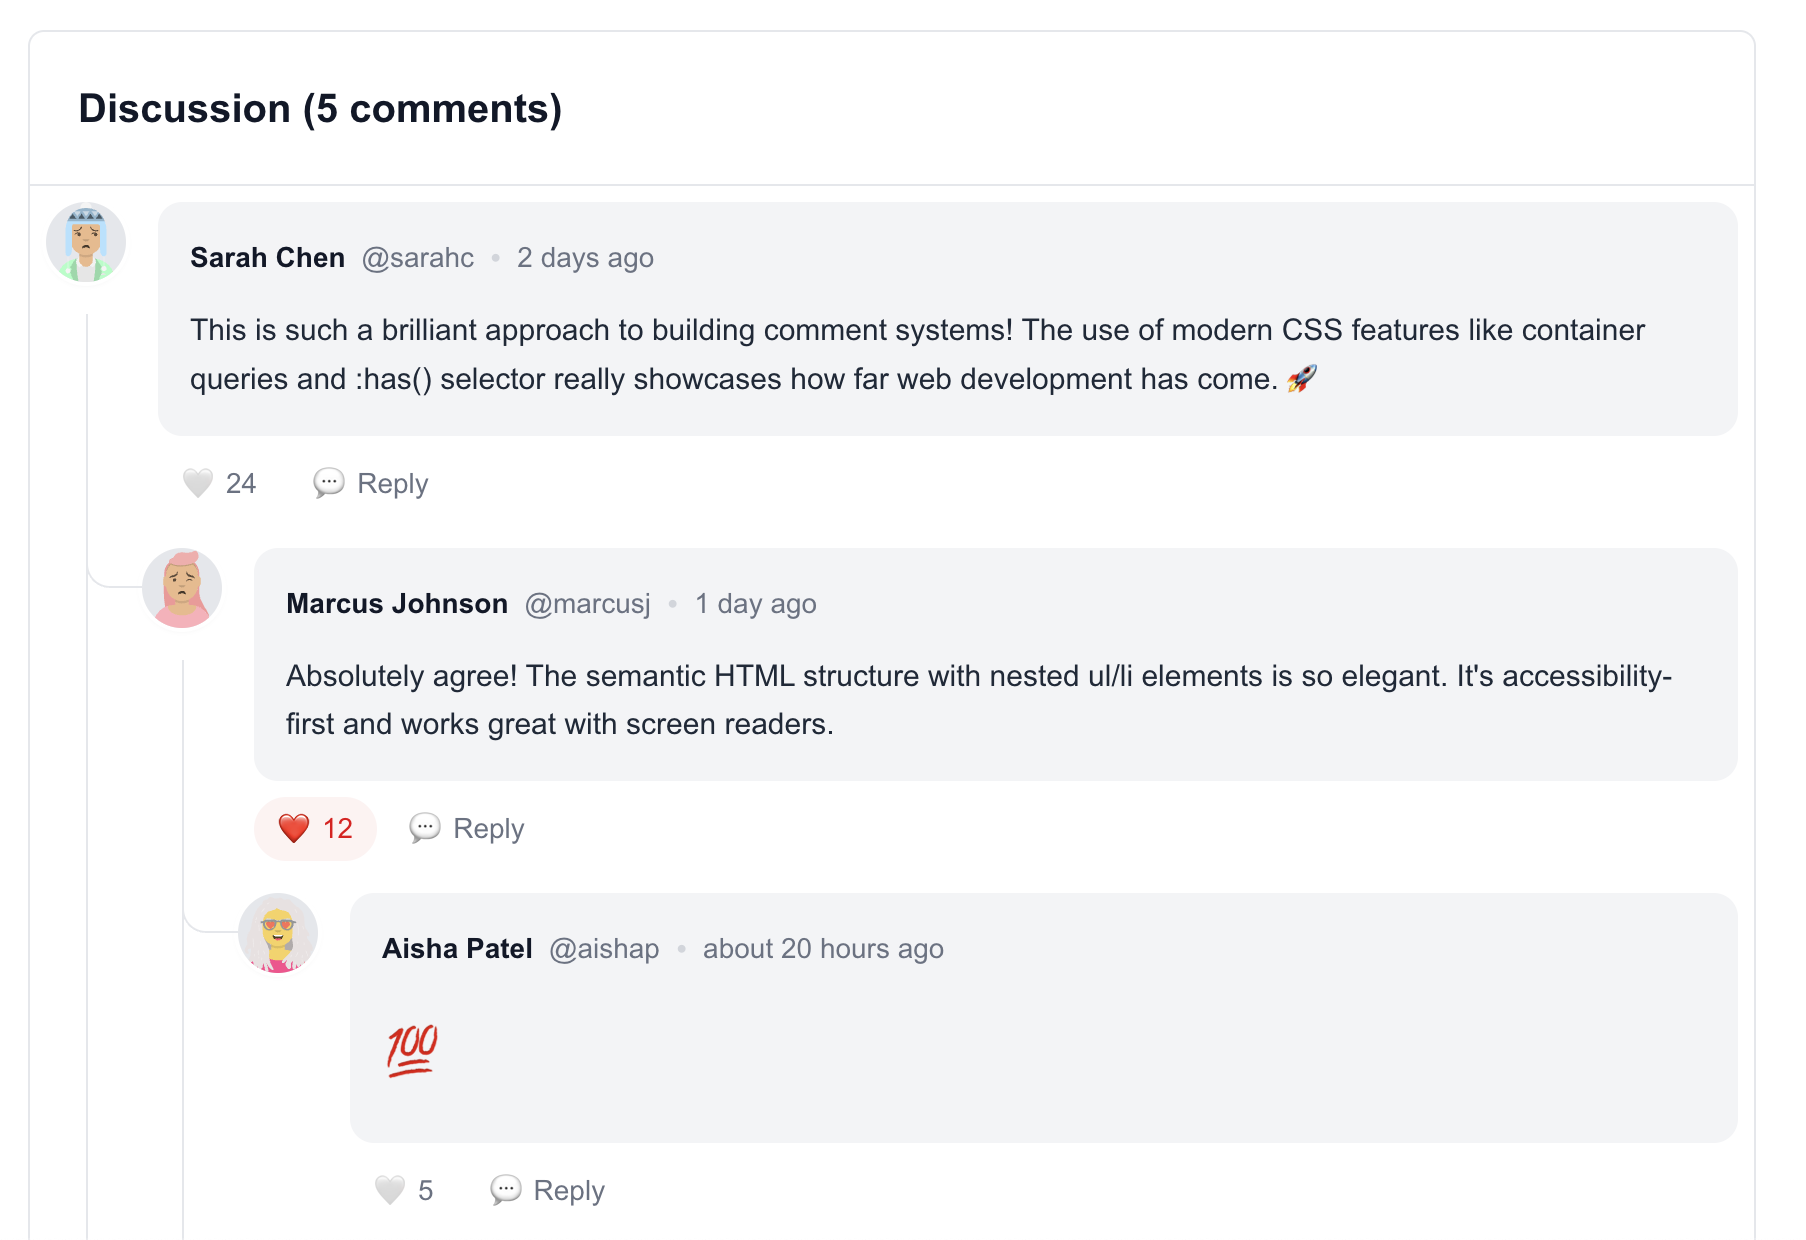 Discussion (5 comments)
Sarah Chen @sarahc • 2 days ago
This is such a brilliant approach to building comment systems! The use of modern CSS features like container
queries and :has() selector really showcases how far web development has come. 🚀
🤍 24 💬 Reply
Marcus Johnson @marcusj • 1 day ago
Absolutely agree! The semantic HTML structure with nested ul/li elements is so elegant. It's accessibility-
first and works great with screen readers.
❤️ 12 💬 Reply
Aisha Patel @aishap • about 20 hours ago
💯
🤍 5 💬 Reply